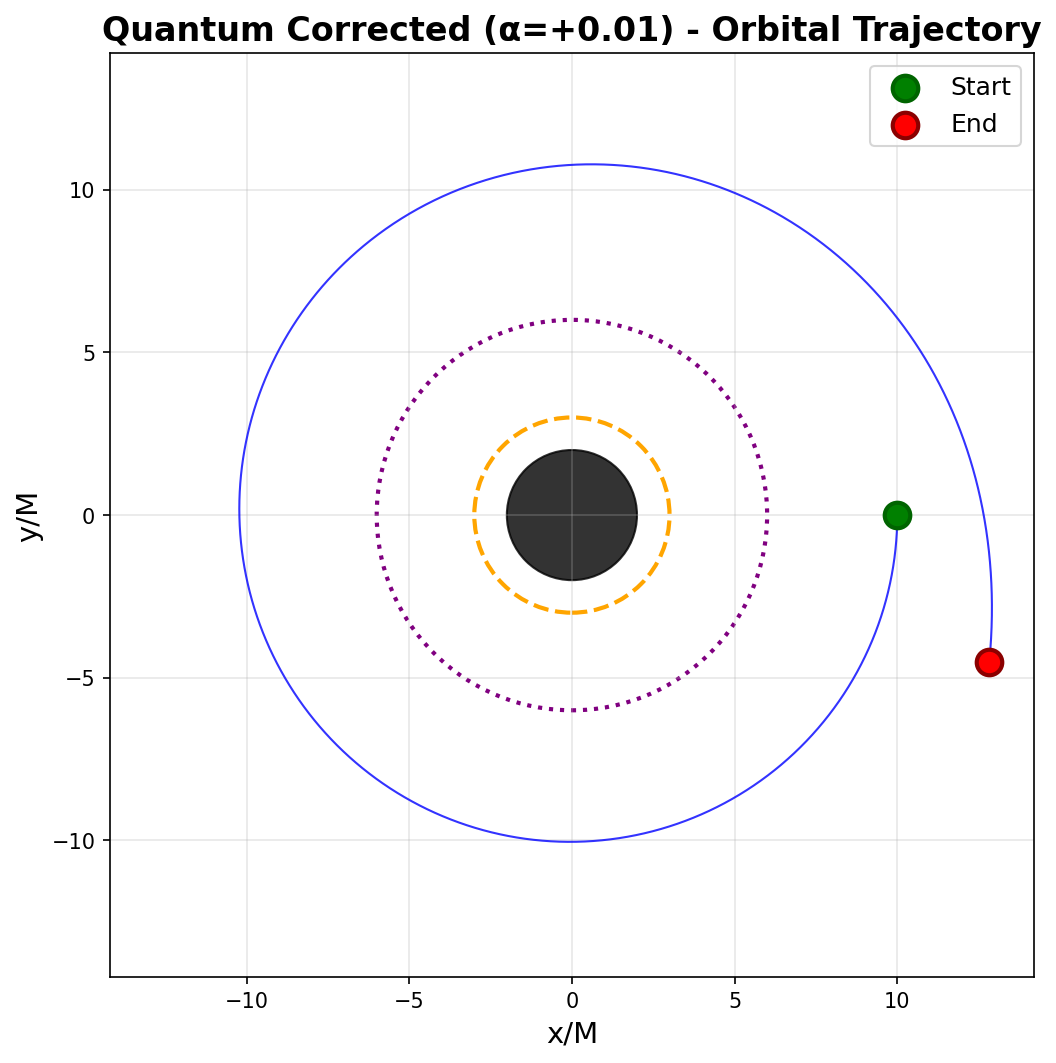 Quantum Corrected (α=+0.01) - Orbital Trajectory
Start
End
10
5
0
−5
−10
y/M
−10
−5
0
5
10
x/M